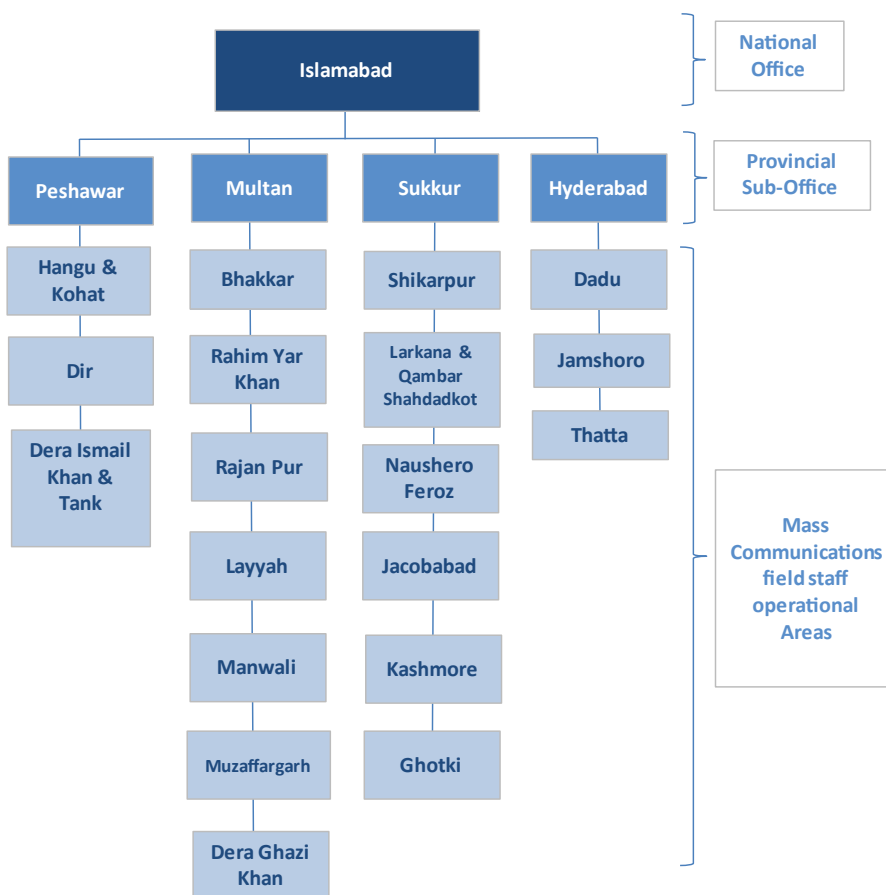 Islamabad
National
Office
Peshawar
Multan
Sukkur
Hyderabad
Provincial
Sub-Office
Hangu &
Kohat
Dir
Dera Ismail
Khan &
Tank
Bhakkar
Rahim Yar
Khan
Rajan Pur
Layyah
Manwali
Muzaffargarh
Dera Ghazi
Khan
Shikarpur
Larkana &
Qambar
Shahdadkot
Naushero
Feroz
Jacobabad
Kashmore
Ghotki
Dadu
Jamshoro
Thatta
Mass
Communications
field staff
operational
Areas